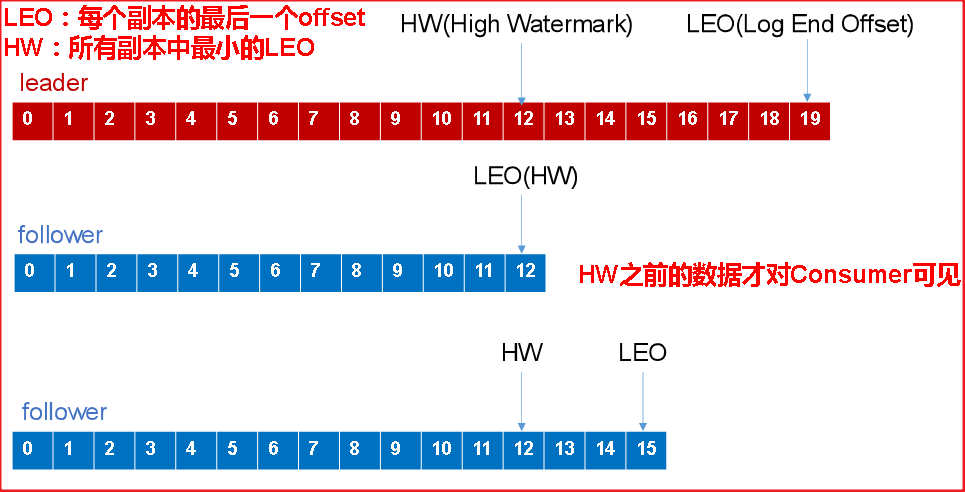 LEO：每个副本的最后一个offset
HW：所有副本中最小的LEO
HW(High Watermark)
LEO(Log End Offset)
leader
0 1 2 3 4 5 6 7 8 9 10 11 12 13 14 15 16 17 18 19
LEO(HW)
follower
0 1 2 3 4 5 6 7 8 9 10 11 12
HW之前的数据才对Consumer可见
HW
LEO
follower
0 1 2 3 4 5 6 7 8 9 10 11 12 13 14 15